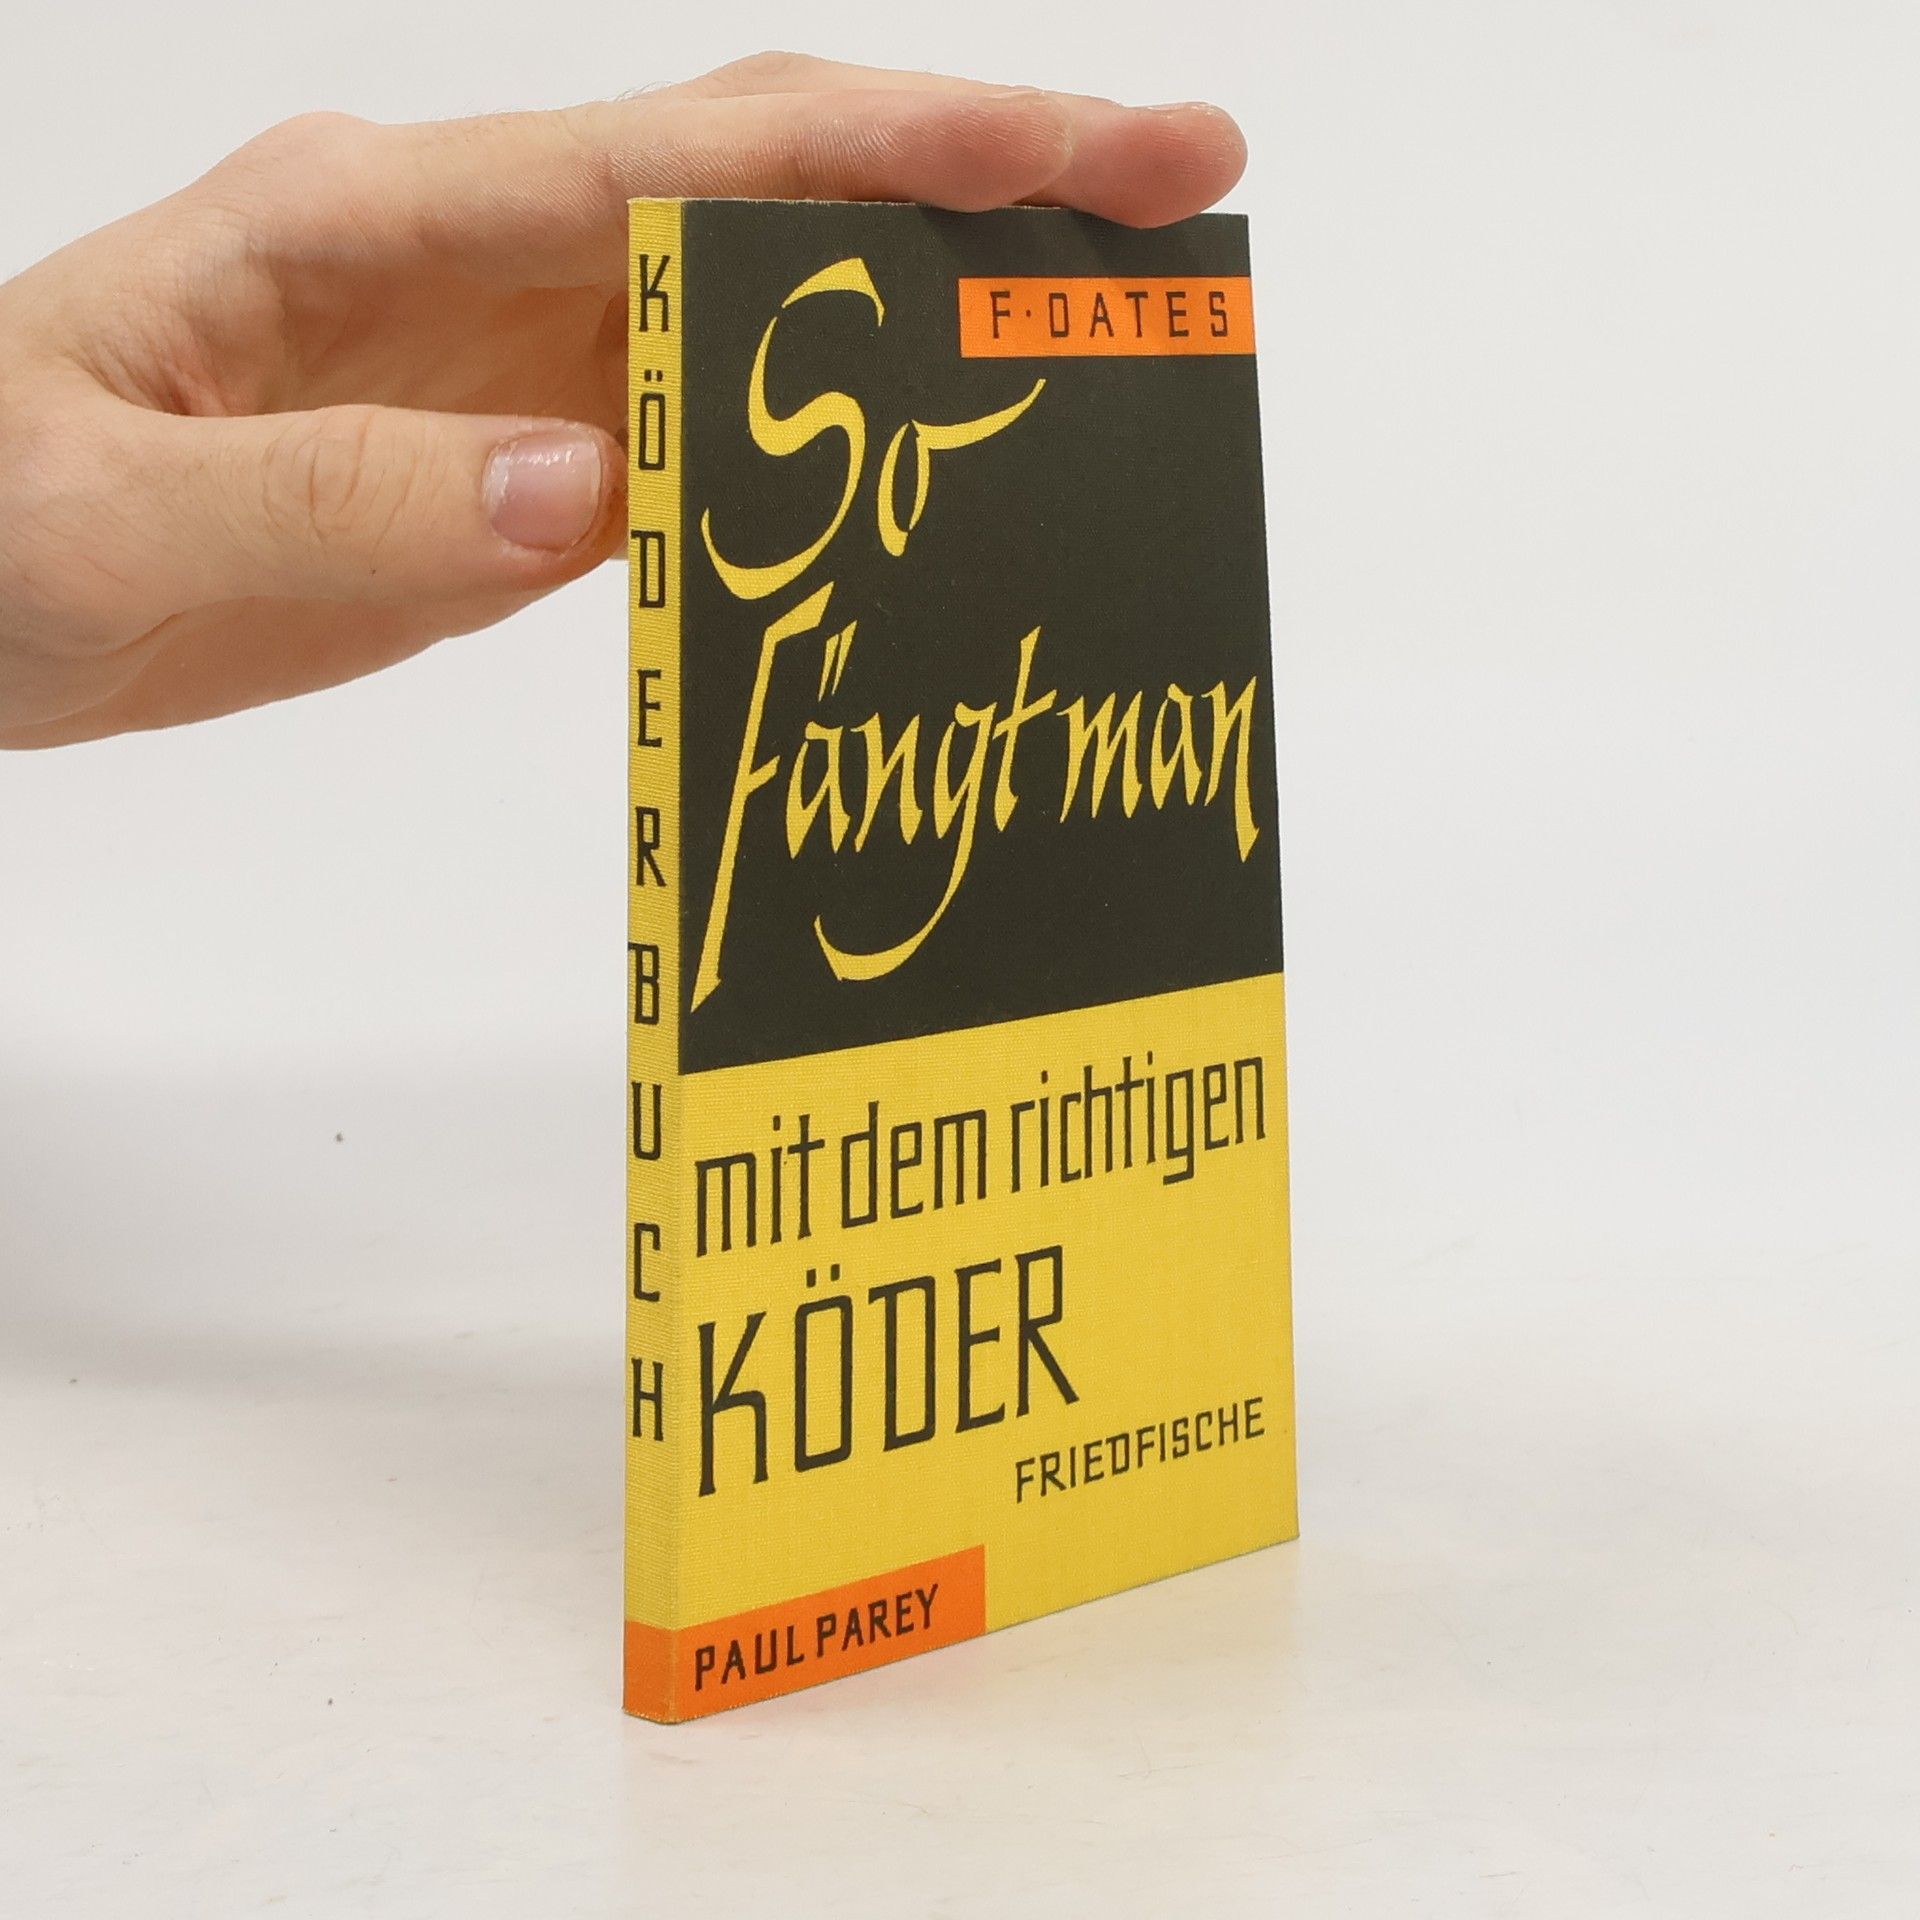 KÖDERBUCH
F·OATES
So
Fängt man
mit dem richtigen
KÖDER
FRIEDFISCHE
PAUL PAREY